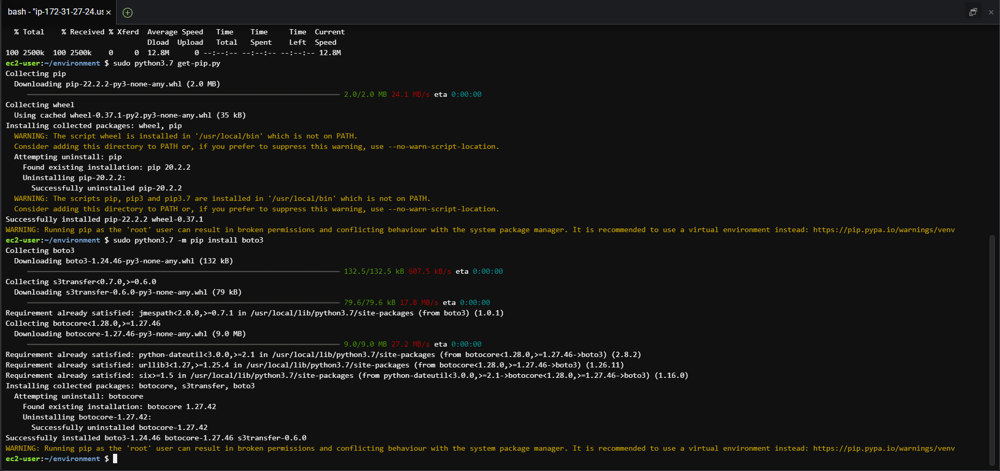 bash - "ip-172-31-27-24.us
% Total    % Received % Xferd  Average Speed   Time    Time     Time  Current
Dload  Upload   Total   Spent    Left  Speed
100 2500k  100 2500k    0     0  12.8M      0 --:--:-- --:--:-- --:--:-- 12.8M
ec2-user:~/environment $ sudo python3.7 get-pip.py
Collecting pip
Downloading pip-22.2.2-py3-none-any.whl (2.0 MB)
2.0/2.0 MB 24.1 MB/s eta 0:00:00
Collecting wheel
Using cached wheel-0.37.1-py2.py3-none-any.whl (35 kB)
Installing collected packages: wheel, pip
WARNING: The script wheel is installed in '/usr/local/bin' which is not on PATH.
Consider adding this directory to PATH or, if you prefer to suppress this warning, use --no-warn-script-location.
Attempting uninstall: pip
Found existing installation: pip 20.2.2
Uninstalling pip-20.2.2:
Successfully uninstalled pip-20.2.2
WARNING: The scripts pip, pip3 and pip3.7 are installed in '/usr/local/bin' which is not on PATH.
Consider adding this directory to PATH or, if you prefer to suppress this warning, use --no-warn-script-location.
Successfully installed pip-22.2.2 wheel-0.37.1
WARNING: Running pip as the 'root' user can result in broken permissions and conflicting behaviour with the system package manager. It is recommended to use a virtual environment instead: https://pip.pypa.io/warnings/venv
ec2-user:~/environment $ sudo python3.7 -m pip install boto3
Collecting boto3
Downloading boto3-1.24.46-py3-none-any.whl (132 kB)
132.5/132.5 kB 607.5 kB/s eta 0:00:00
Collecting s3transfer<0.7.0,>=0.6.0
Downloading s3transfer-0.6.0-py3-none-any.whl (79 kB)
79.6/79.6 kB 17.8 MB/s eta 0:00:00
Requirement already satisfied: jmespath<2.0.0,>=0.7.1 in /usr/local/lib/python3.7/site-packages (from boto3) (1.0.1)
Collecting botocore<1.28.0,>=1.27.46
Downloading botocore-1.27.46-py3-none-any.whl (9.0 MB)
9.0/9.0 MB 27.2 MB/s eta 0:00:00
Requirement already satisfied: python-dateutil<3.0.0,>=2.1 in /usr/local/lib/python3.7/site-packages (from botocore<1.28.0,>=1.27.46->boto3) (2.8.2)
Requirement already satisfied: urllib3<1.27,>=1.25.4 in /usr/local/lib/python3.7/site-packages (from botocore<1.28.0,>=1.27.46->boto3) (1.26.11)
Requirement already satisfied: six>=1.5 in /usr/local/lib/python3.7/site-packages (from python-dateutil<3.0.0,>=2.1->botocore<1.28.0,>=1.27.46->boto3) (1.16.0)
Installing collected packages: botocore, s3transfer, boto3
Attempting uninstall: botocore
Found existing installation: botocore 1.27.42
Uninstalling botocore-1.27.42:
Successfully uninstalled botocore-1.27.42
Successfully installed boto3-1.24.46 botocore-1.27.46 s3transfer-0.6.0
WARNING: Running pip as the 'root' user can result in broken permissions and conflicting behaviour with the system package manager. It is recommended to use a virtual environment instead: https://pip.pypa.io/warnings/venv
ec2-user:~/environment $